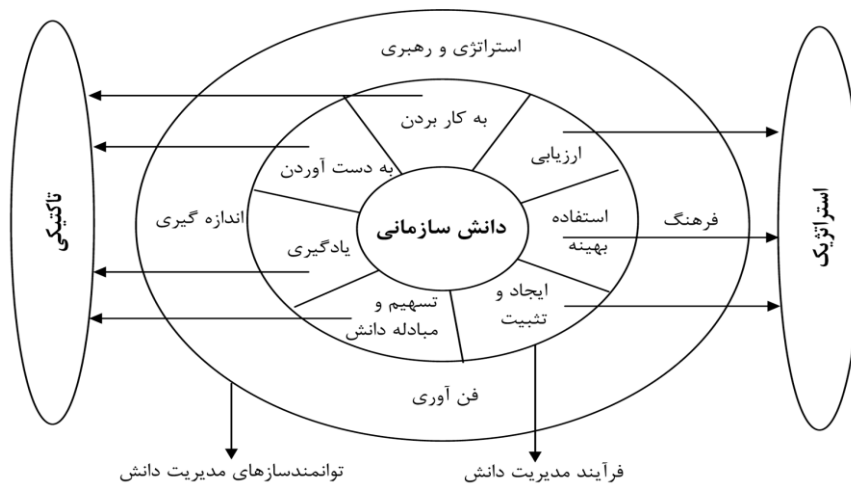 استراتژی و رهبری
به کار بردن
ارزیابی
به دست آوردن
استراتژیک
فرهنگ
استفاده
بهینه
دانش سازمانی
اندازه گیری
تاکتیکی
یادگیری
ایجاد و
تثبیت
تسهیم و
مبادله دانش
فن آوری
فرآیند مدیریت دانش
توانمندسازهای مدیریت دانش